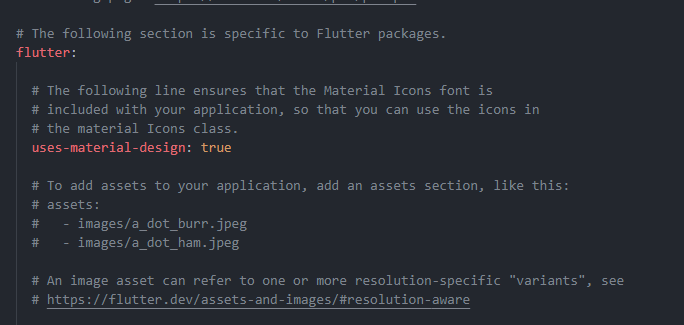 # The following section is specific to Flutter packages.
flutter:
# The following line ensures that the Material Icons font is
# included with your application, so that you can use the icons in
# the material Icons class.
uses-material-design: true
# To add assets to your application, add an assets section, like this:
# assets:
#   - images/a_dot_burr.jpeg
#   - images/a_dot_ham.jpeg
# An image asset can refer to one or more resolution-specific "variants", see
# https://flutter.dev/assets-and-images/#resolution-aware